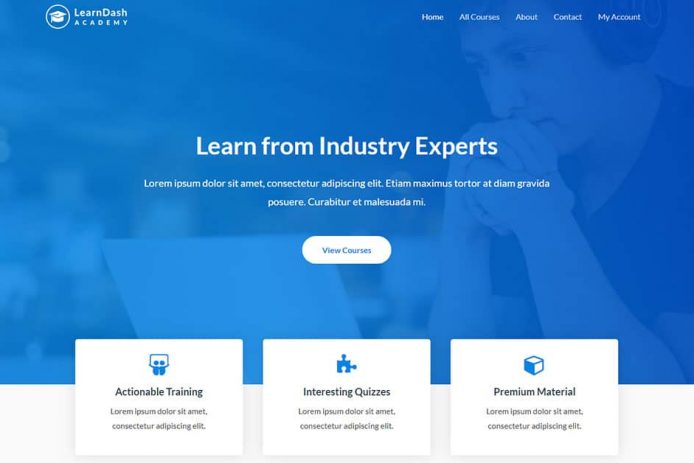 LearnDash
ACADEMY
Home All Courses About Contact My Account
Learn from Industry Experts
Lorem ipsum dolor sit amet, consectetur adipiscing elit. Etiam maximus tortor at diam gravida
posuere. Curabitur et malesuada mi.
View Courses
Actionable Training
Lorem ipsum dolor sit amet,
consectetur adipiscing elit.
Interesting Quizzes
Lorem ipsum dolor sit amet,
consectetur adipiscing elit.
Premium Material
Lorem ipsum dolor sit amet,
consectetur adipiscing elit.